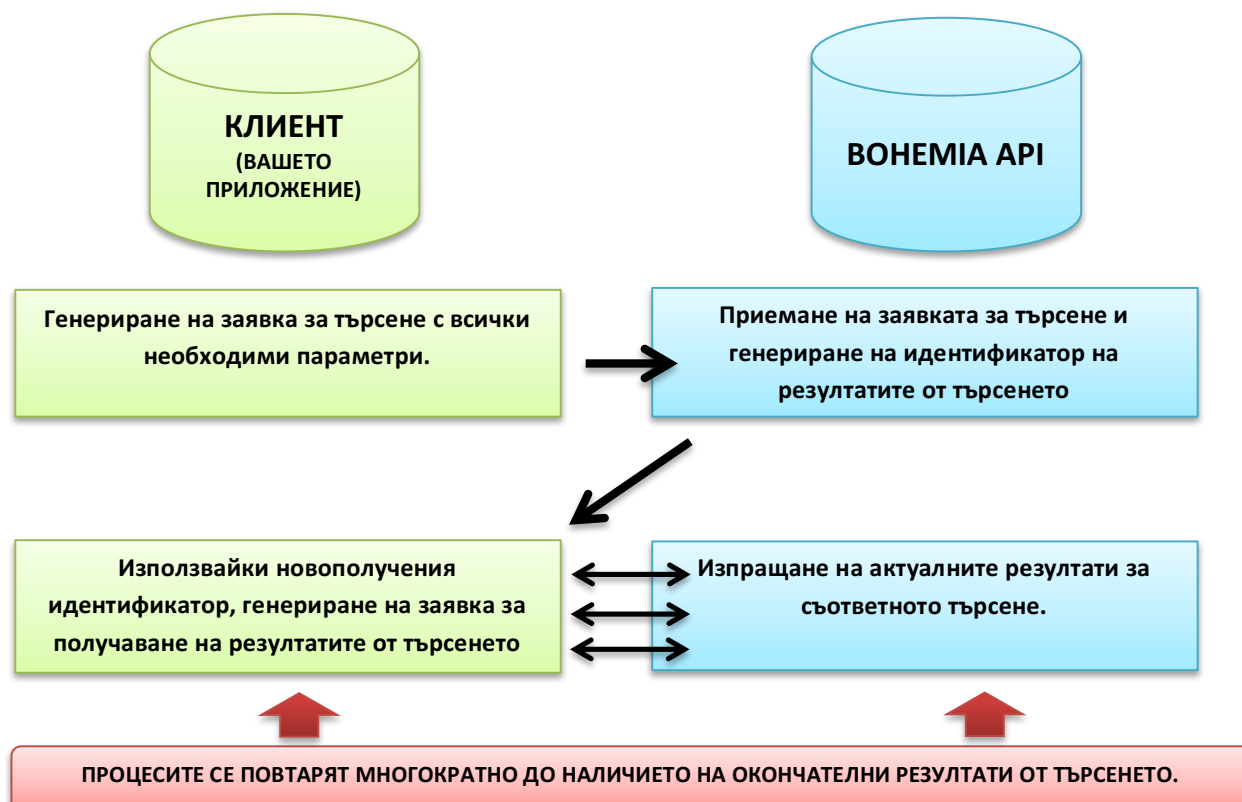 КЛИЕНТ
(ВАШЕТО
ПРИЛОЖЕНИЕ)
BOHEMIA API
Генериране на заявка за търсене с всички
необходими параметри.
Приемане на заявката за търсене и
генериране на идентификатор на
резултатите от търсенето
Използвайки новополучения
идентификатор, генериране на заявка за
получаване на резултатите от търсенето
Изпращане на актуалните резултати за
съответното търсене.
ПРОЦЕСИТЕ СЕ ПОВТАРЯТ МНОГОКРАТНО ДО НАЛИЧИЕТО НА ОКОНЧАТЕЛНИ РЕЗУЛТАТИ ОТ ТЪРСЕНЕТО.